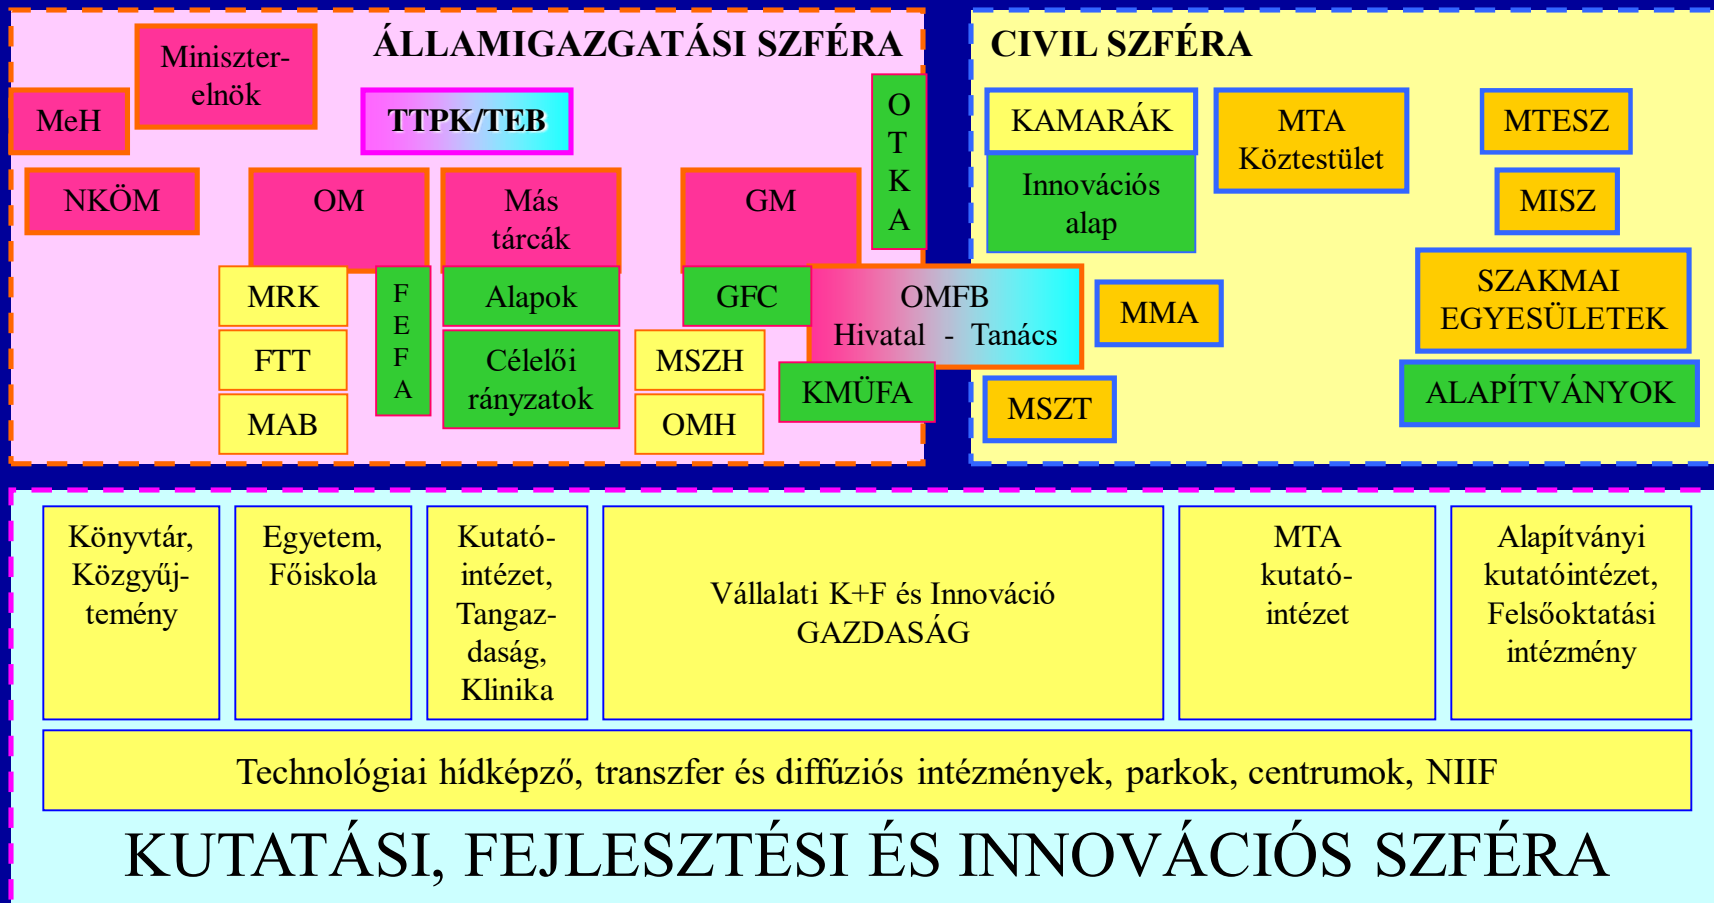 ÁLLAMIGAZGATÁSI SZFÉRA
Miniszter-
elnök
MeH
TTPK/TEB
O
T
K
A
NKÖM
OM
Más
tárcák
GM
MRK
FTT
MAB
F
E
F
A
Alapok
Célelői
rányzatok
GFC
MSZH
OMH
OMFB
Hivatal - Tanács
KMÜFA
CIVIL SZFÉRA
KAMARÁK
Innovációs
alap
MTA
Köztestület
MTESZ
MISZ
SZAKMAI
EGYESÜLETEK
ALAPÍTVÁNYOK
MMA
MSZT
Könyvtár,
Közgyűj-
temény
Egyetem,
Főiskola
Kutató-
intézet,
Tangaz-
daság,
Klinika
Vállalati K+F és Innováció
GAZDASÁG
MTA
kutató-
intézet
Alapítványi
kutatóintézet,
Felsőoktatási
intézmény
Technológiai hídképző, transzfer és diffúziós intézmények, parkok, centrumok, NIIF
KUTATÁSI, FEJLESZTÉSI ÉS INNOVÁCIÓS SZFÉRA